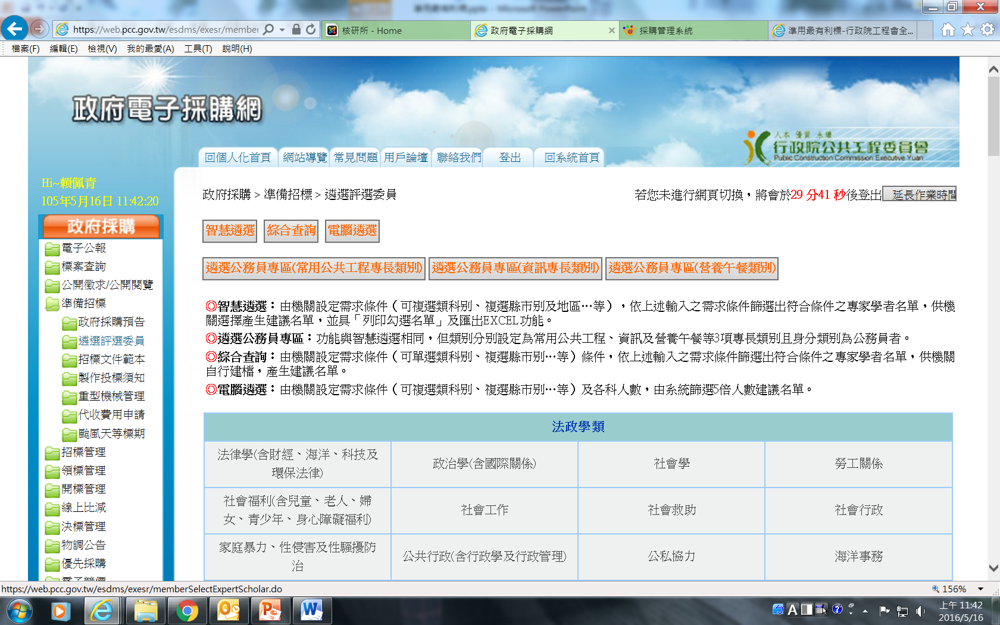 https://web.pcc.gov.tw/esdms/exesr/member
核研所 - Home
政府電子採購網
採購管理系統
準用最有利標-行政院工程會全...
檔案(F) 編輯(E) 檢視(V) 我的最愛(A) 工具(T) 說明(H)
政府電子採購網
人本 優質 永續
行政院公共工程委員會
Public Construction Commission Executive Yuan
回個人化首頁 網站導覽 常見問題 用戶論壇 聯絡我們 登出 回系統首頁
Hi~賴佩青
105年5月16日 11:42:20
政府採購
電子公報
標案查詢
公開徵求/公開閱覽
準備招標
政府採購預告
遴選評選委員
招標文件範本
製作投標須知
重型機械管理
代收費用申請
颱風天等標期
招標管理
領標管理
開標管理
線上比減
決標管理
物調公告
優先採購
政府採購 > 準備招標 > 遴選評選委員
若您未進行網頁切換，將會於29 分41 秒後登出 延長作業時間
智慧遴選 綜合查詢 電腦遴選
遴選公務員專區(常用公共工程專長類別) 遴選公務員專區(資訊專長類別) 遴選公務員專區(營養午餐類別)
◎智慧遴選：由機關設定需求條件（可複選類科別、複選縣市別及地區…等），依上述輸入之需求條件篩選出符合條件之專家學者名單，供機
關選擇產生建議名單，並具「列印勾選名單」及匯出EXCEL功能。
◎遴選公務員專區：功能與智慧遴選相同，但類別分別設定為常用公共工程、資訊及營養午餐等3項專長類別且身分類別為公務員者。
◎綜合查詢：由機關設定需求條件（可單選類科別、複選縣市別…等）條件，依上述輸入之需求條件篩選出符合條件之專家學者名單，供機關
自行建檔，產生建議名單。
◎電腦遴選：由機關設定需求條件（可複選類科別、複選縣市別…等）及各科人數，由系統篩選5倍人數建議名單。
法政學類
法律學(含財經、海洋、科技及
環保法律)
政治學(含國際關係)
社會學
勞工關係
社會福利(含兒童、老人、婦
女、青少年、身心障礙福利)
社會工作
社會救助
社會行政
家庭暴力、性侵害及性騷擾防
治
公共行政(含行政學及行政管理)
公私協力
海洋事務
https://web.pcc.gov.tw/esdms/exesr/memberSelectExpertScholar.do
156%
上午 11:42
2016/5/16